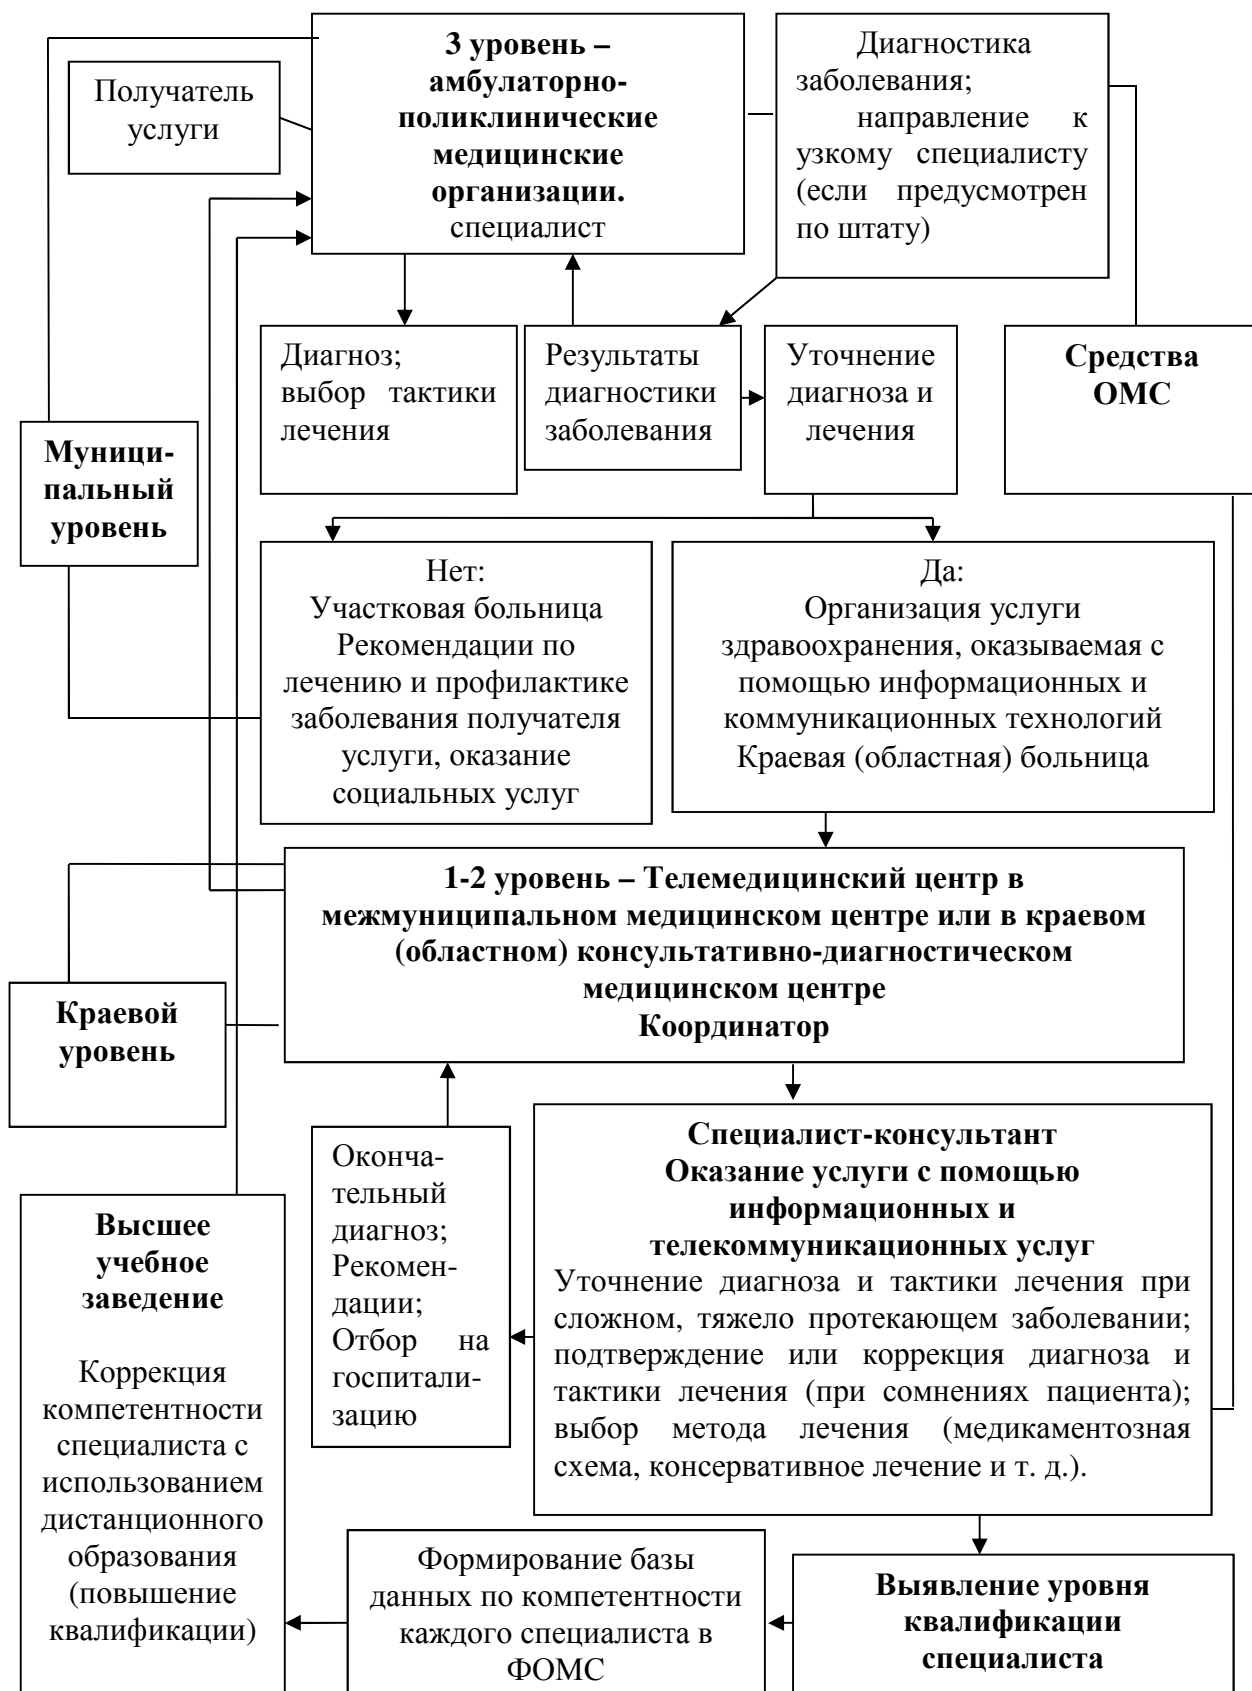 3 уровень –
амбулаторно-
поликлинические
медицинские
организации.
специалист
Получатель
услуги
Диагностика
заболевания;
направление к
узкому специалисту
(если предусмотрен
по штату)
Диагноз;
выбор тактики
лечения
Результаты
диагностики
заболевания
Уточнение
диагноза и
лечения
Средства
ОМС
Муници-
пальный
уровень
Нет:
Участковая больница
Рекомендации по
лечению и профилактике
заболевания получателя
услуги, оказание
социальных услуг
Да:
Организация услуги
здравоохранения, оказываемая с
помощью информационных и
коммуникационных технологий
Краевая (областная) больница
1-2 уровень – Телемедицинский центр в
межмуниципальном медицинском центре или в краевом
(областном) консультативно-диагностическом
медицинском центре
Координатор
Краевой
уровень
Оконча-
тельный
диагноз;
Рекомен-
дации;
Отбор на
госпитали-
зацию
Специалист-консультант
Оказание услуги с помощью
информационных и
телекоммуникационных услуг
Уточнение диагноза и тактики лечения при
сложном, тяжело протекающем заболевании;
подтверждение или коррекция диагноза и
тактики лечения (при сомнениях пациента);
выбор метода лечения (медикаментозная
схема, консервативное лечение и т. д.).
Высшее
учебное
заведение
Коррекция
компетентности
специалиста с
использованием
дистанционного
образования
(повышение
квалификации)
Формирование базы
данных по компетентности
каждого специалиста в
ФОМС
Выявление уровня
квалификации
специалиста